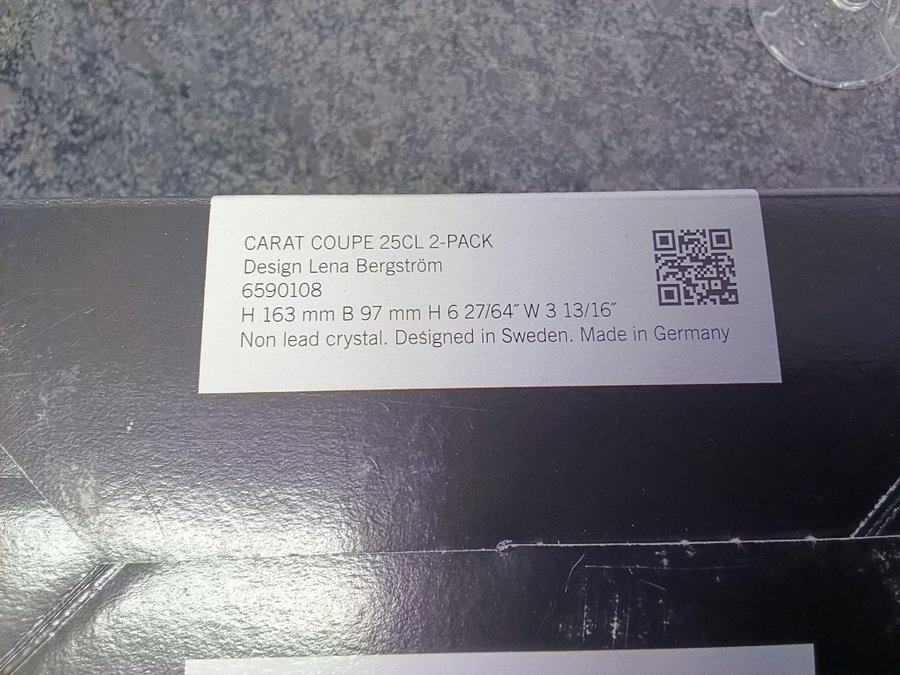 CARAT COUPE 25CL 2-PACK
Design Lena Bergström
6590108
H 163 mm B 97 mm H 6 27/64˝ W 3 13/16˝
Non lead crystal. Designed in Sweden. Made in Germany